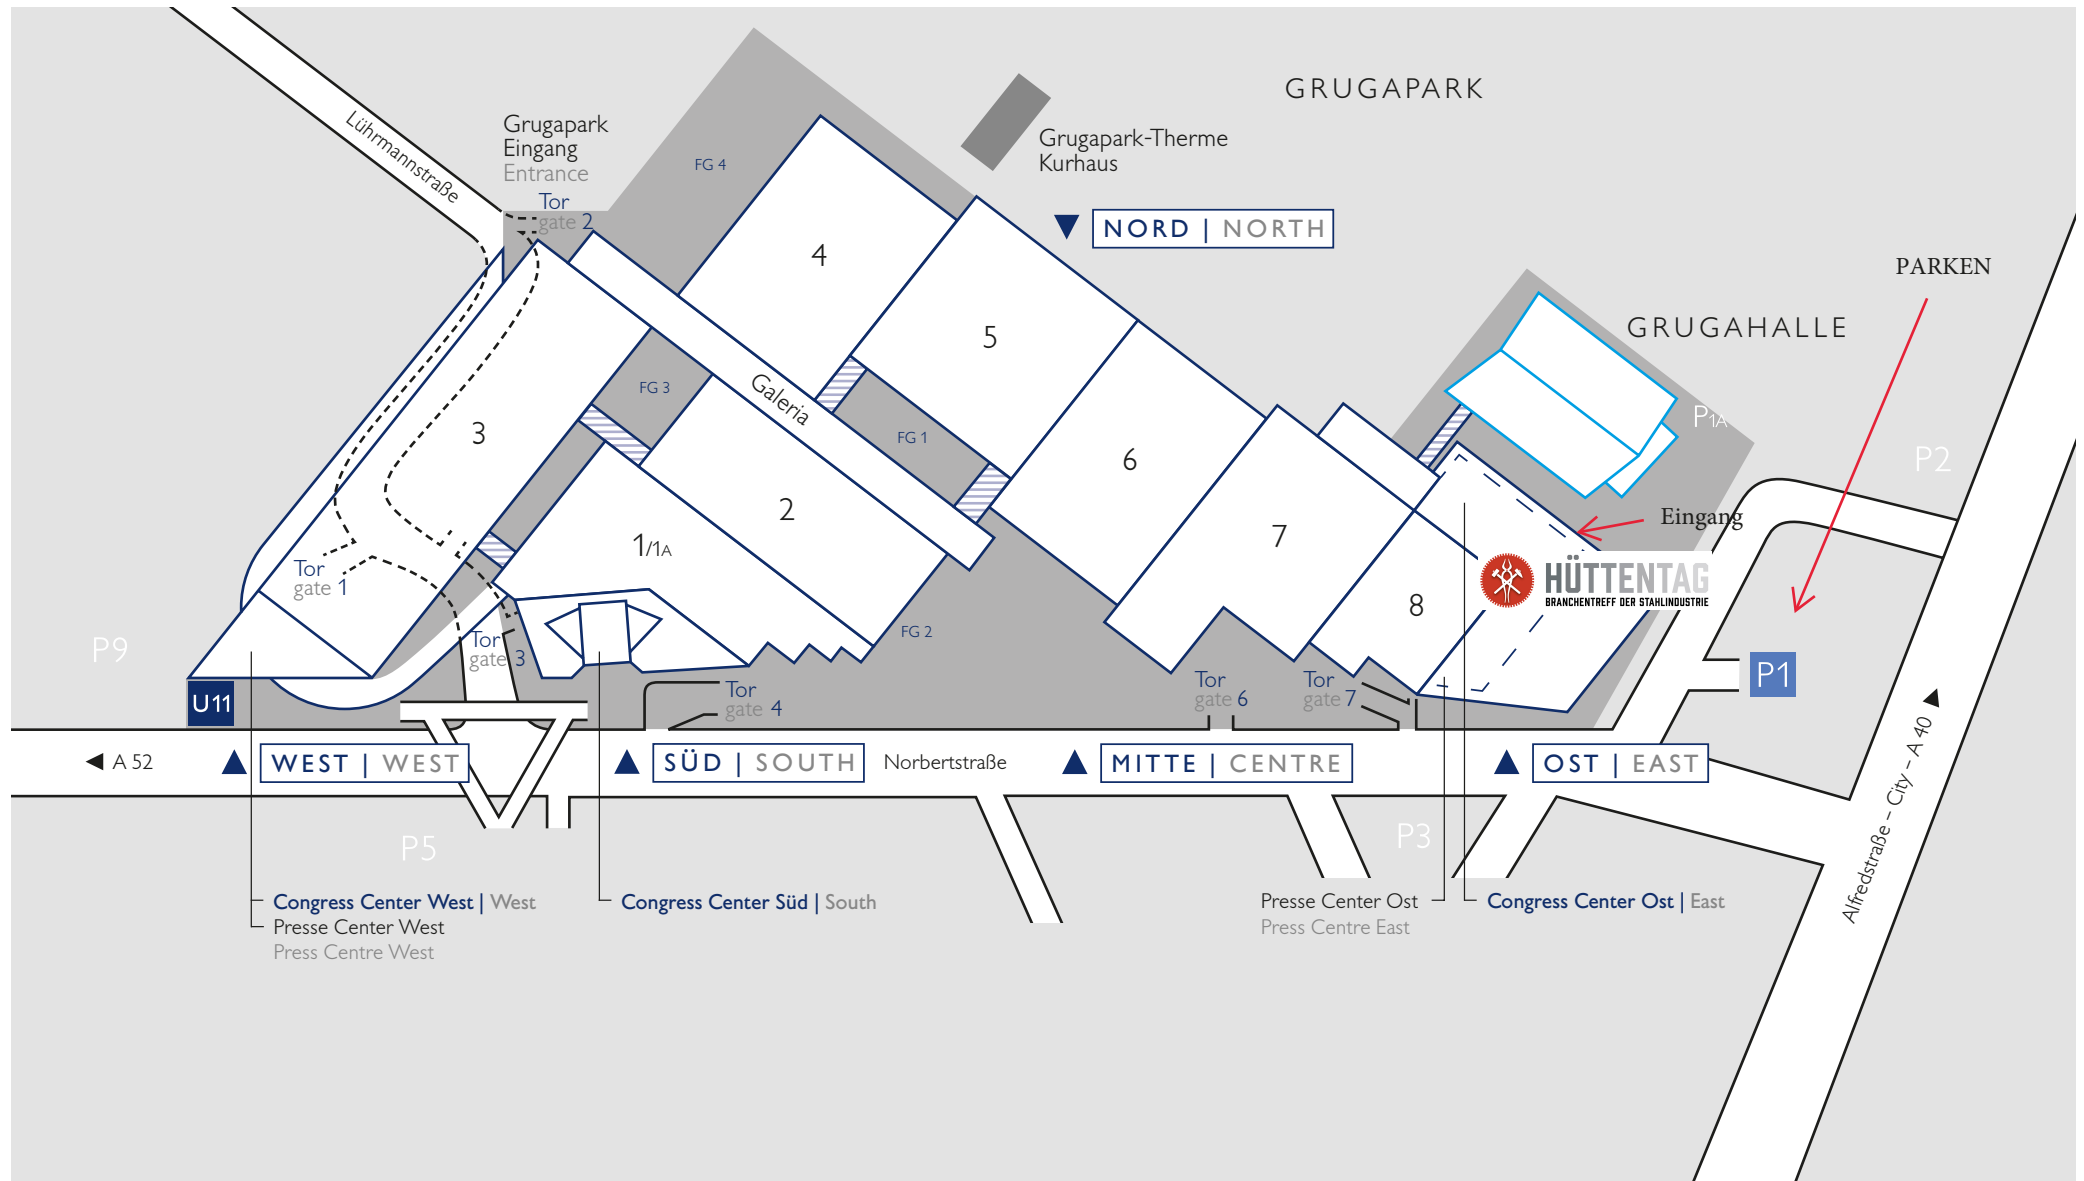 GRUGAPARK
Lührmannstraße
Grugapark
Eingang
Entrance
Tor
gate 2
FG 4
Grugapark-Therme
Kurhaus
NORD | NORTH
4
PARKEN
5
GRUGAHALLE
FG 3
Galeria
P1A
3
FG 1
6
P2
2
7
Eingang
1/1A
HÜTTENTAG
BRANCHENTREFF DER STAHLINDUSTRIE
8
Tor
gate 1
FG 2
P9
Tor
gate 3
P1
U11
Tor
gate 4
Tor
gate 6
Tor
gate 7
A 52
WEST | WEST
SÜD | SOUTH
Norbertstraße
MITTE | CENTRE
OST | EAST
Alfredstraße – City – A 40
P5
P3
Congress Center West | West
Presse Center West
Press Centre West
Congress Center Süd | South
Presse Center Ost
Press Centre East
Congress Center Ost | East